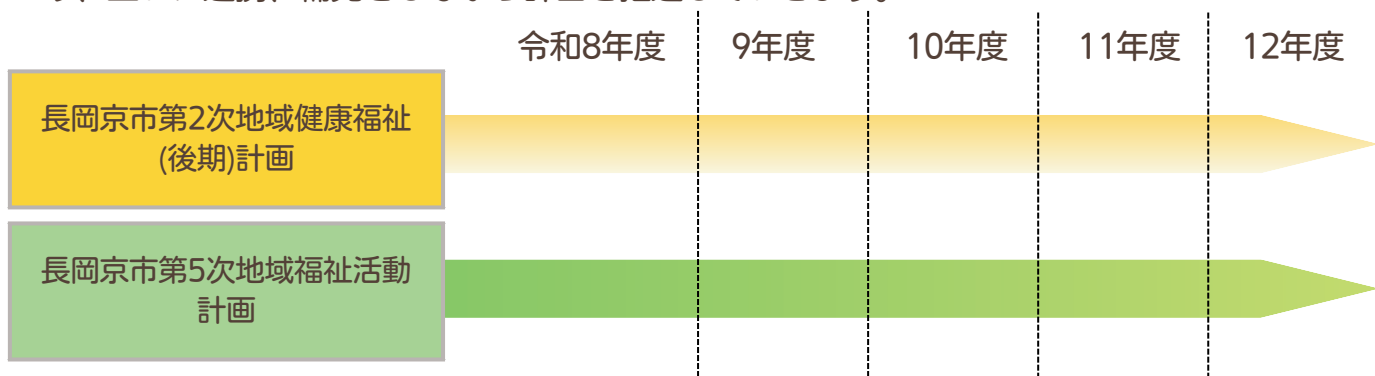 令和8年度 9年度 10年度 11年度 12年度
長岡京市第2次地域健康福祉
(後期)計画
長岡京市第5次地域福祉活動
計画